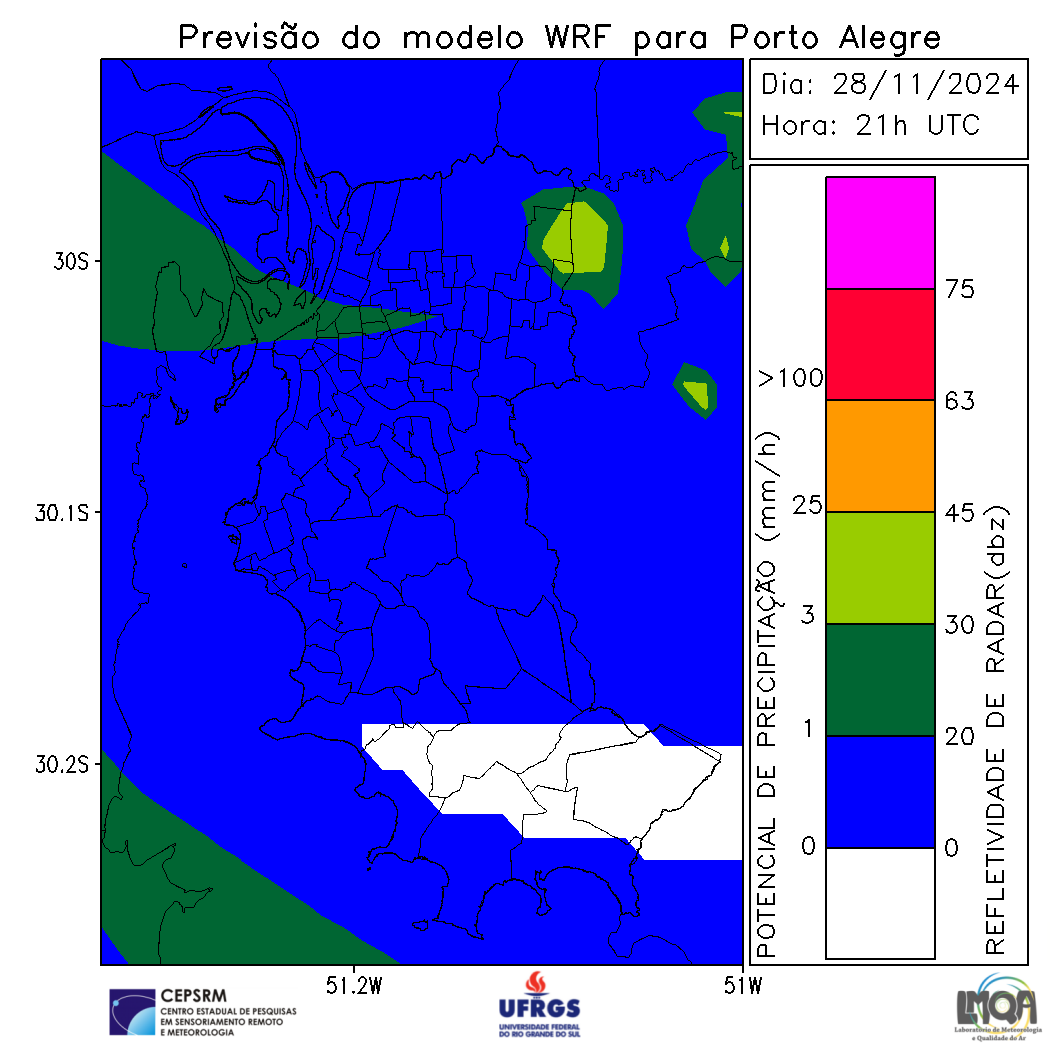 Previsão do modelo WRF para Porto Alegre
Dia: 28/11/2024
Hora: 21h UTC
30S
30.1S
30.2S
51.2W
51W
POTENCIAL DE PRECIPITAÇÃO (mm/h)
>100
25
3
1
0
75
63
45
30
20
0
REFLETIVIDADE DE RADAR(dbz)
CEPSRM
CENTRO ESTADUAL DE PESQUISAS
EM SENSORIAMENTO REMOTO
E METEOROLOGIA
UFRGS
UNIVERSIDADE FEDERAL
DO RIO GRANDE DO SUL
LMQA
Laboratório de Meteorologia
e Qualidade do Ar